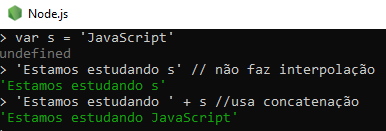 Node.js
> var s = 'JavaScript'
undefined
> 'Estamos estudando s' // não faz interpolação
'Estamos estudando s'
> 'Estamos estudando ' + s //usa concatenação
'Estamos estudando JavaScript'